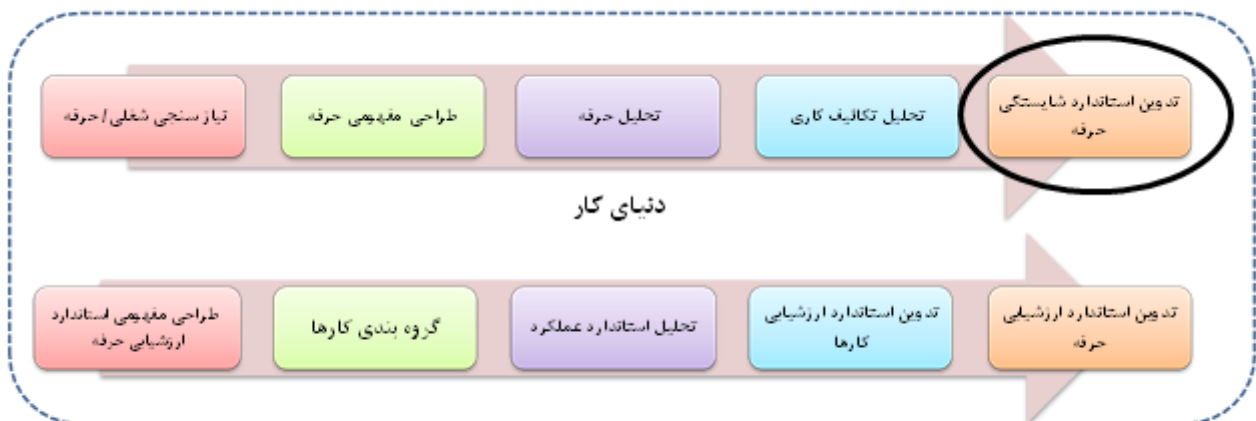 نیاز سنجی شغلی/حرفه
طراحی مفهومی حرفه
تحلیل حرفه
تحلیل تکالیف کاری
تدوین استاندارد شایستگی
حرفه
دنیای کار
طراحی مفهومی استاندارد
ارزشیابی حرفه
گروه بندی کارها
تحلیل استاندارد عملکرد
تدوین استاندارد ارزشیابی
کارها
تدوین استاندارد ارزشیابی
حرفه